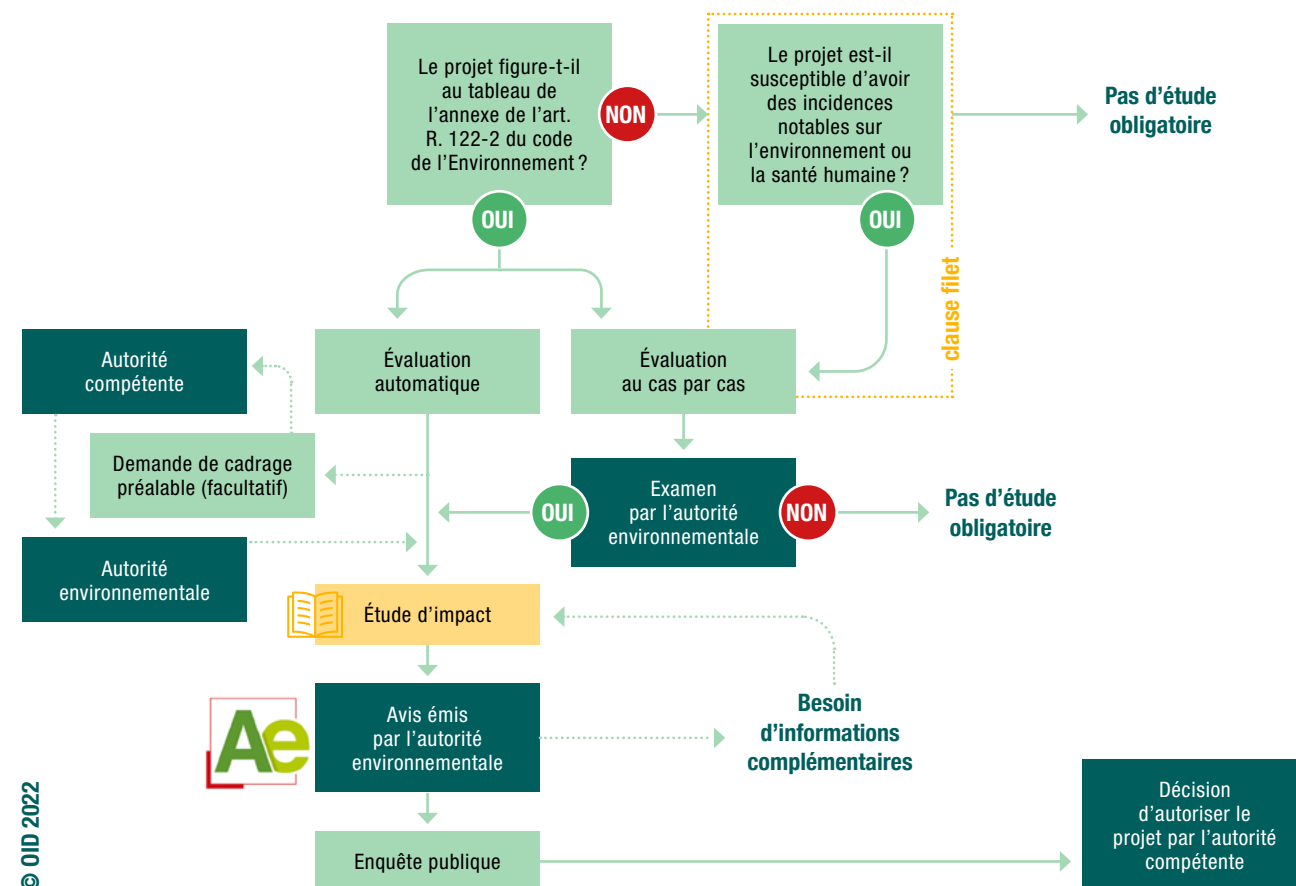 Le projet figure-t-il
au tableau de
l'annexe de l'art.
R. 122-2 du code
de l'Environnement ?
NON
OUI
Le projet est-il
susceptible d'avoir
des incidences
notables sur
l'environnement ou
la santé humaine ?
OUI
Pas d'étude
obligatoire
clause filet
Autorité
compétente
Évaluation
automatique
Évaluation
au cas par cas
Demande de cadrage
préalable (facultatif)
OUI
Examen
par l'autorité
environnementale
NON
Pas d'étude
obligatoire
Autorité
environnementale
Étude d'impact
Ae
Avis émis
par l'autorité
environnementale
Besoin
d'informations
complémentaires
Enquête publique
Décision
d'autoriser le
projet par l'autorité
compétente
© OID 2022